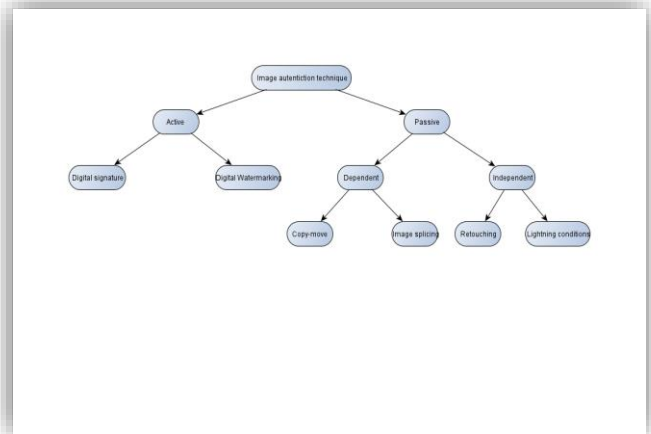 Image autentiction technique
Active
Passive
Digital signature
Digital Watermarking
Dependent
Independent
Copy-move
Image splicing
Retouching
Lightning conditions